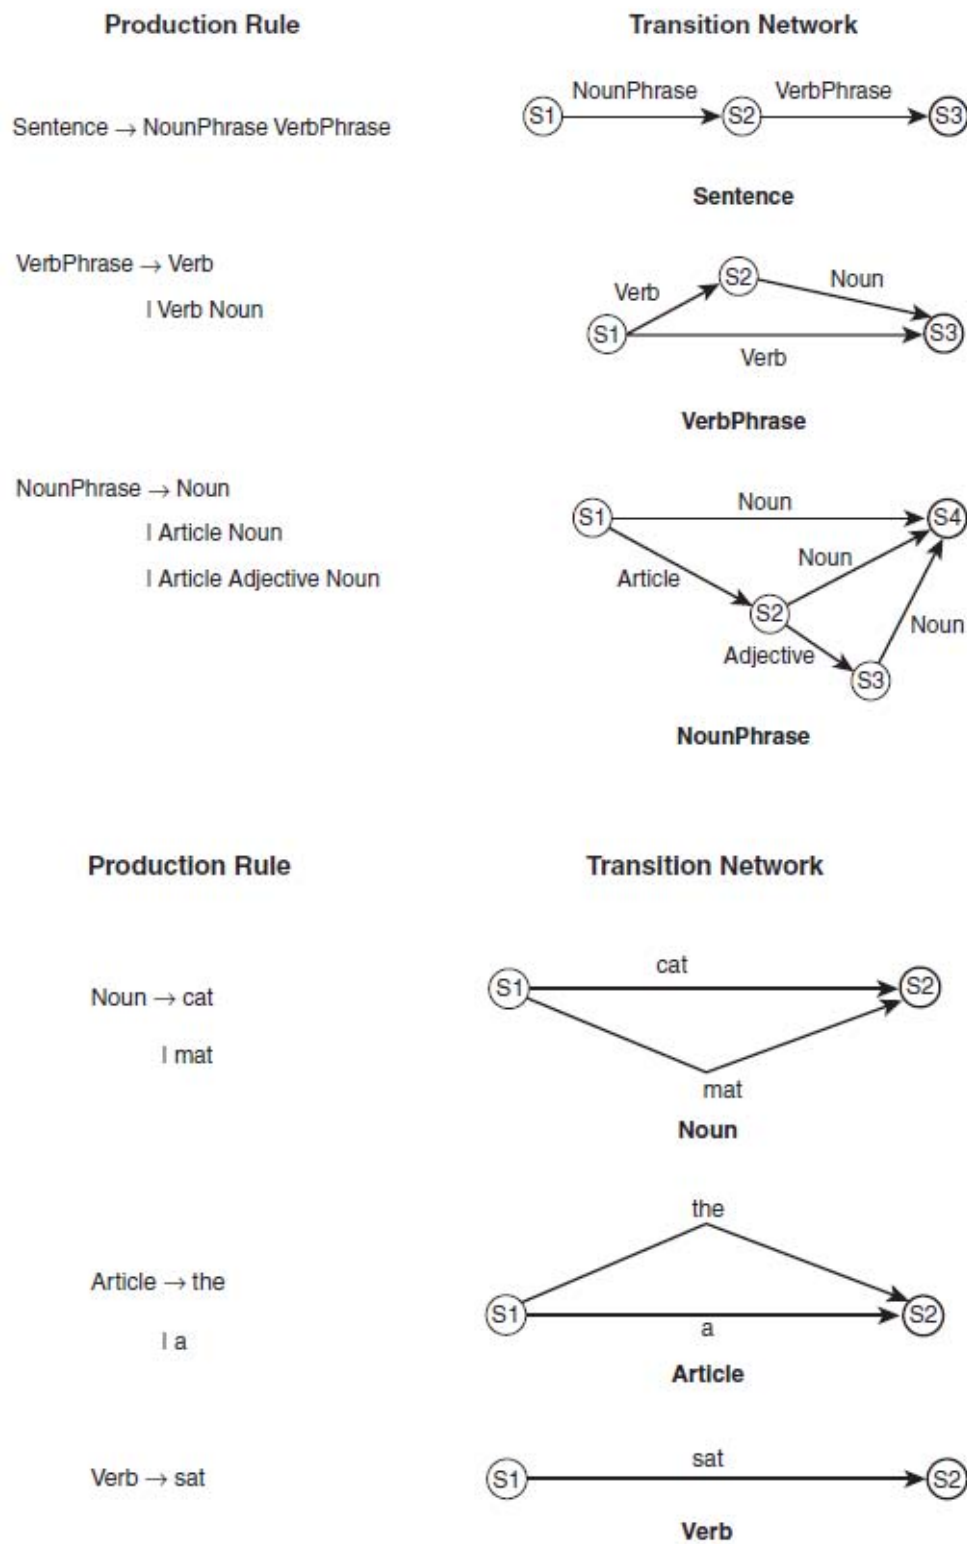 Production Rule
Transition Network
Sentence → NounPhrase VerbPhrase
NounPhrase VerbPhrase
S1 S2 S3
Sentence
VerbPhrase → Verb
| Verb Noun
Verb S2 Noun
S1 S3
Verb
VerbPhrase
NounPhrase → Noun
| Article Noun
| Article Adjective Noun
Noun
S1 S4
Noun
Article
S2 Noun
Adjective
S3
NounPhrase
Production Rule
Transition Network
Noun → cat
| mat
cat
S1 S2
mat
Noun
Article → the
| a
the
S1 S2
a
Article
Verb → sat
sat
S1 S2
Verb